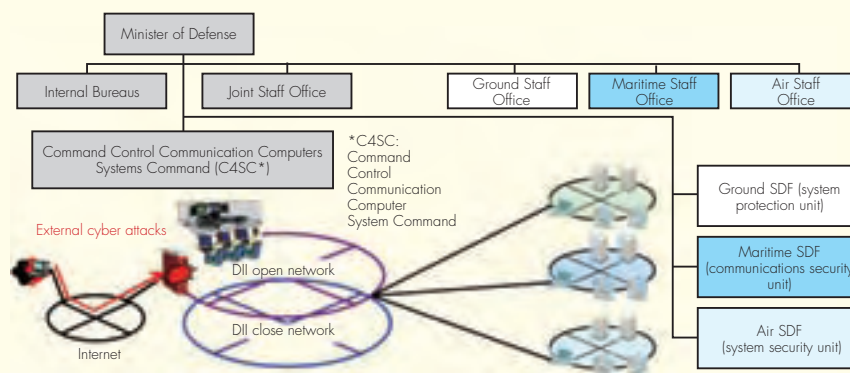 Minister of Defense
Internal Bureaus
Joint Staff Office
Ground Staff
Office
Maritime Staff
Office
Air Staff
Office
Command Control Communication Computers
Systems Command (C4SC*)
*C4SC:
Command
Control
Communication
Computer
System Command
External cyber attacks
DII open network
DII close network
Internet
Ground SDF (system
protection unit)
Maritime SDF
(communications security
unit)
Air SDF
(system security unit)